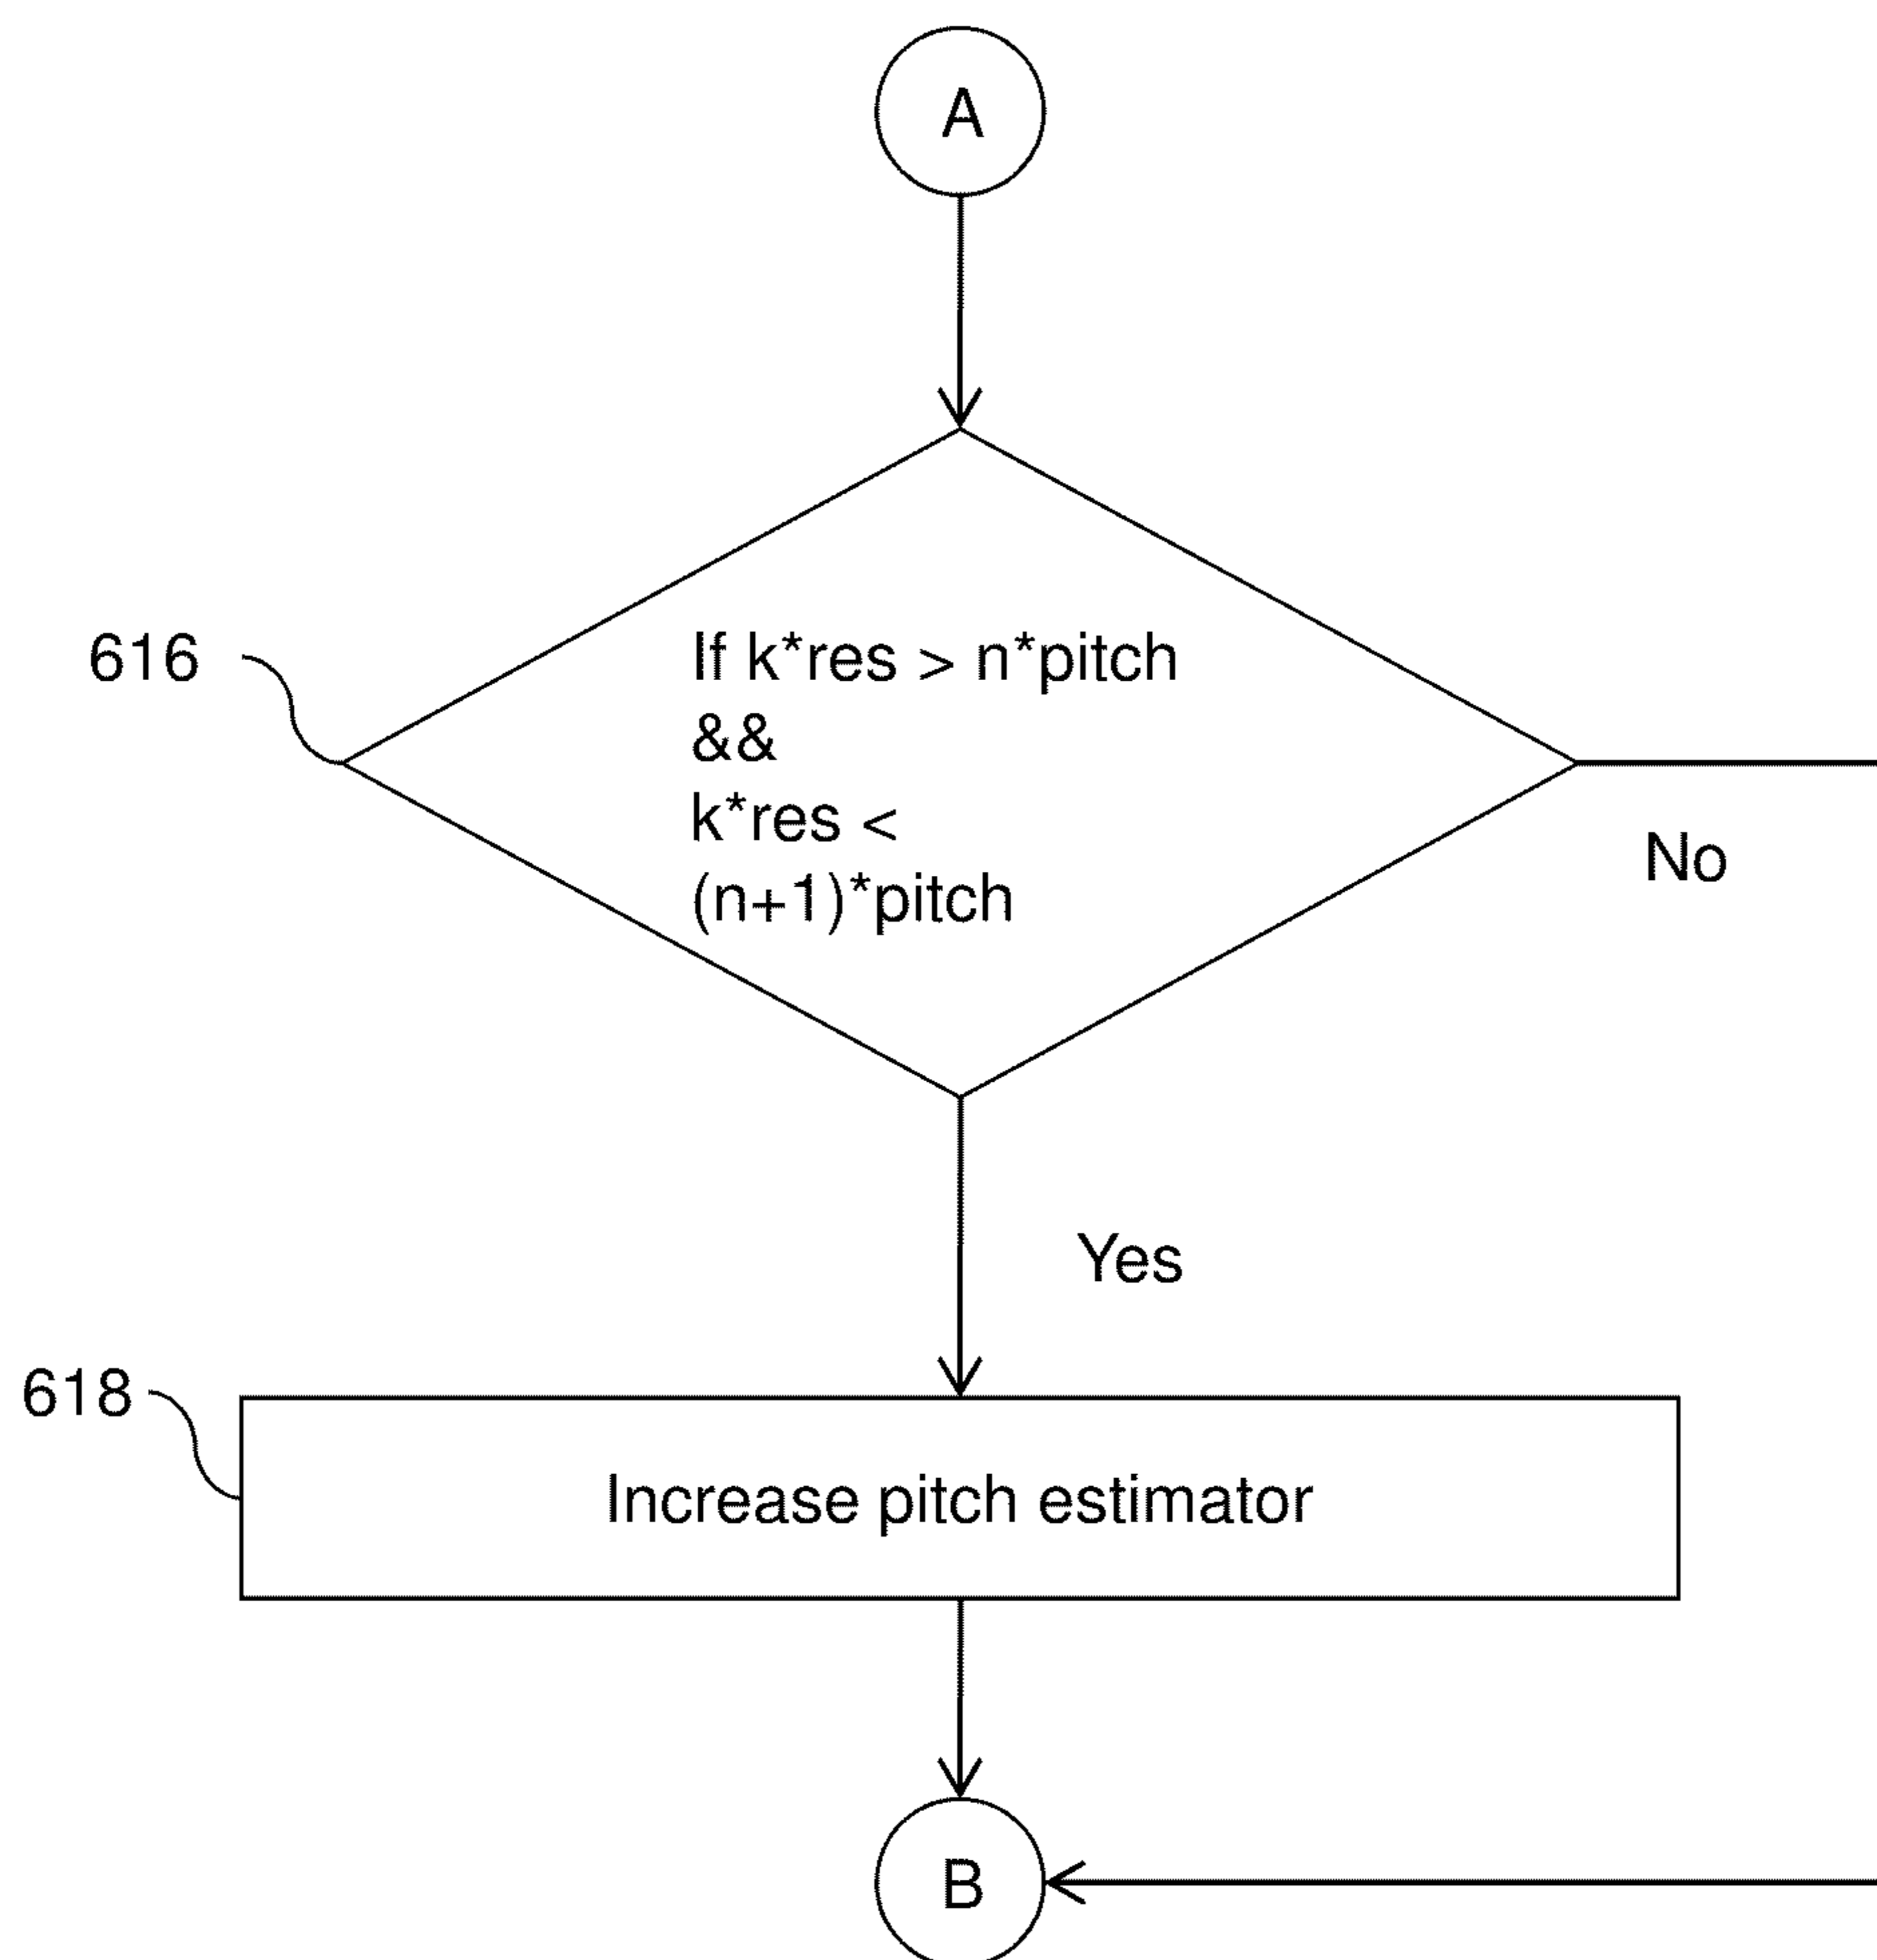 A
616
If k*res > n*pitch
&&
k*res <
(n+1)*pitch
No
Yes
618
Increase pitch estimator
B